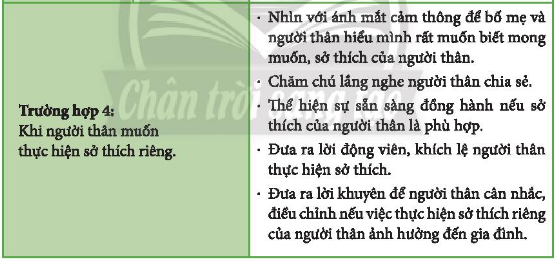 Trường hợp 4:
Khi người thân muốn
thực hiện sở thích riêng.
· Nhìn với ánh mắt cảm thông để bố mẹ và
người thân hiểu mình rất muốn biết mong
muốn, sở thích của người thân.
· Chăm chú lắng nghe người thân chia sẻ.
· Thể hiện sự sẵn sàng đồng hành nếu sở
thích của người thân là phù hợp.
· Đưa ra lời động viên, khích lệ người thân
thực hiện sở thích.
· Đưa ra lời khuyên để người thân cân nhắc,
điều chỉnh nếu việc thực hiện sở thích riêng
của người thân ảnh hưởng đến gia đình.
Chân trời sáng tạo